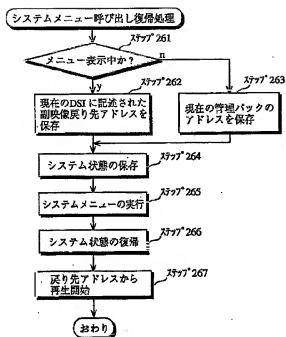 システムメニュー呼び出し復帰処理
ステップ261
メニュー表示中か?
n
y
ステップ262
ステップ263
現在のDSIに記述された
副映像戻り先アドレスを
保存
現在の管理パックの
アドレスを保存
ステップ264
システム状態の保存
ステップ265
システムメニューの実行
ステップ266
システム状態の復帰
ステップ267
戻り先アドレスから
再生開始
おわり